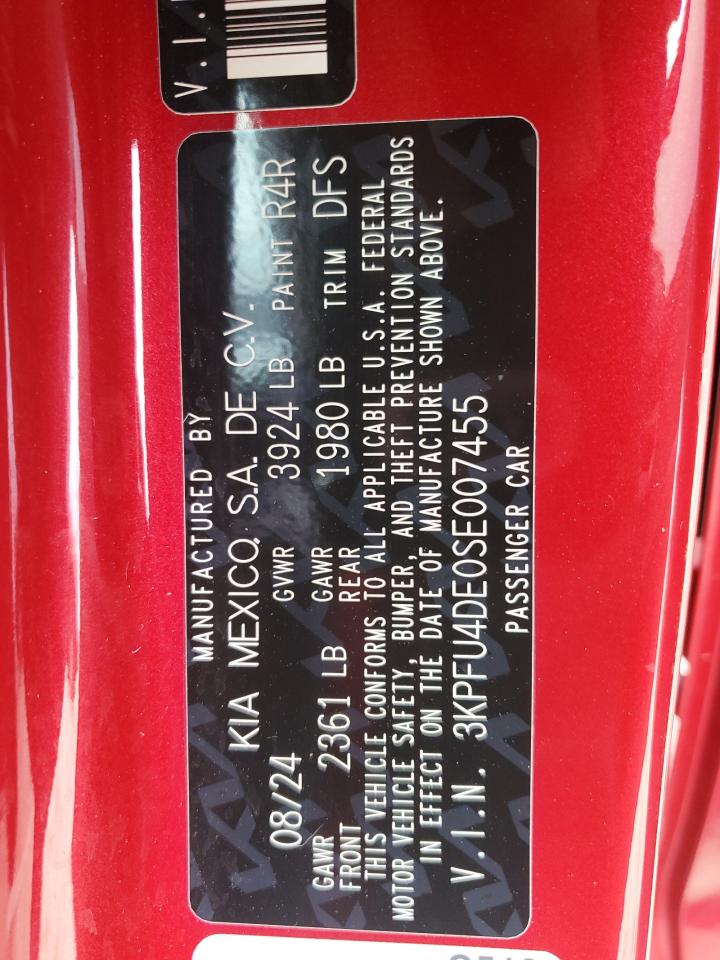 V.I.
MANUFACTURED BY
KIA MEXICO, S.A. DE C.V.
08/24 GVWR 3924 LB PAINT R4R
GAWR FRONT 2361 LB GAWR REAR 1980 LB TRIM DFS
THIS VEHICLE CONFORMS TO ALL APPLICABLE U.S.A. FEDERAL
MOTOR VEHICLE SAFETY, BUMPER, AND THEFT PREVENTION STANDARDS
IN EFFECT ON THE DATE OF MANUFACTURE SHOWN ABOVE.
V.I.N. 3KPFU4DE0SE007455
PASSENGER CAR